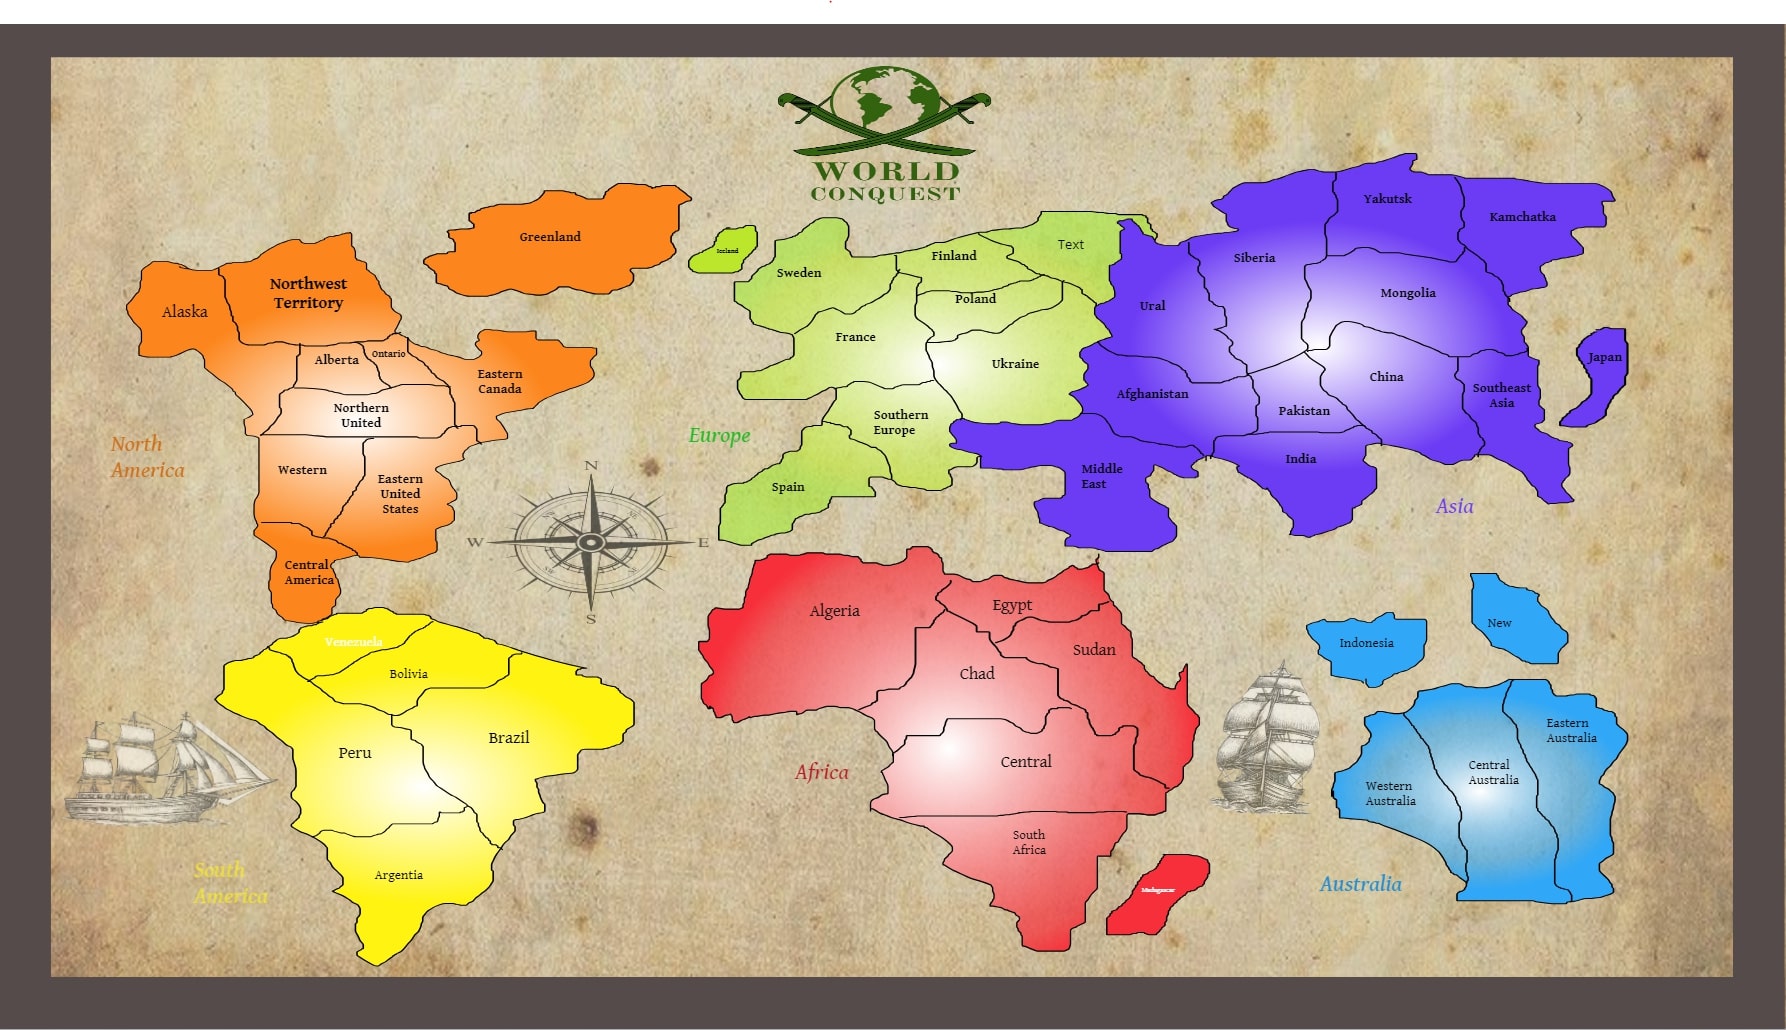 WORLD
CONQUEST
Greenland
Northwest
Territory
Alaska
Alberta
Ontario
Eastern
Canada
Northern
United
Western
Eastern
United
States
Central
America
North
America
N
W
E
S
Iceland
Sweden
Finland
Text
Poland
France
Ukraine
Southern
Europe
Spain
Europe
Yakutsk
Kamchatka
Siberia
Ural
Mongolia
Japan
China
Afghanistan
Southeast
Asia
Pakistan
India
Middle
East
Asia
Venezuela
Bolivia
Peru
Brazil
Argentia
South
America
Algeria
Egypt
Sudan
Chad
Central
South
Africa
Madagascar
Africa
New
Indonesia
Eastern
Australia
Central
Australia
Western
Australia
Australia